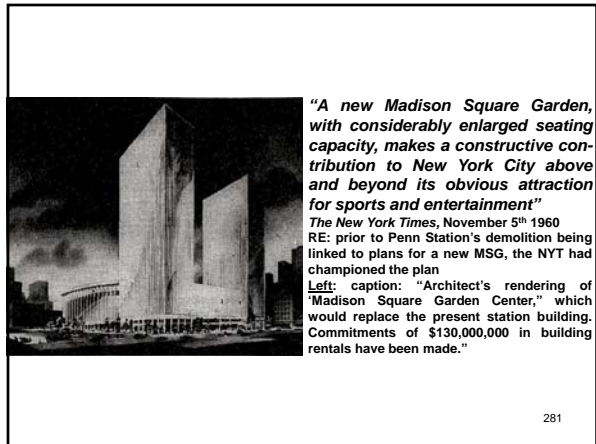 “A new Madison Square Garden,
with considerably enlarged seating
capacity, makes a constructive con-
tribution to New York City above
and beyond its obvious attraction
for sports and entertainment”
The New York Times, November 5th 1960
RE: prior to Penn Station’s demolition being
linked to plans for a new MSG, the NYT had
championed the plan
Left: caption: “Architect’s rendering of
‘Madison Square Garden Center,” which
would replace the present station building.
Commitments of $130,000,000 in building
rentals have been made.”
281